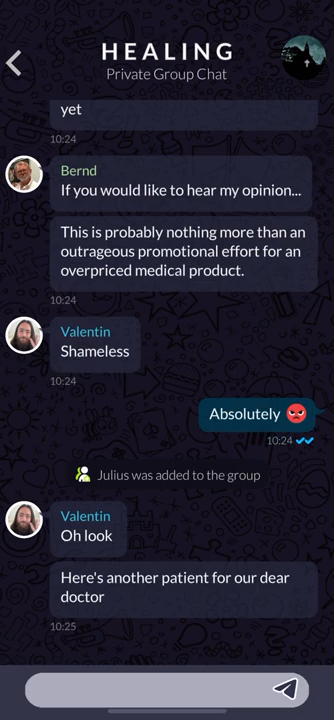 HEALING
Private Group Chat
yet
10:24
Bernd
If you would like to hear my opinion...
This is probably nothing more than an
outrageous promotional effort for an
overpriced medical product.
10:24
Valentin
Shameless
10:24
Absolutely 😡
10:24
Julius was added to the group
Valentin
Oh look
Here's another patient for our dear
doctor
10:25